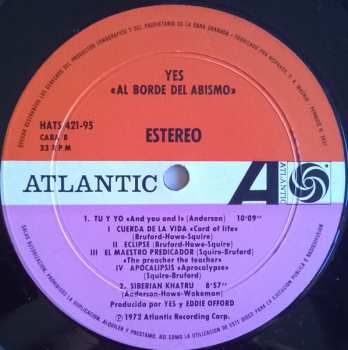 YES
«AL BORDE DEL ABISMO»
HATS 421-95
CARA B
33 RPM
ESTEREO
ATLANTIC
A
ATLANTIC
1. TU Y YO «And you and I» (Anderson) 10'09"
I CUERDA DE LA VIDA «Cord of life»
(Bruford-Howe-Squire)
II ECLIPSE (Bruford-Howe-Squire)
III EL MAESTRO PREDICADOR (Squire-Bruford)
«The preacher the teacher»
IV APOCALIPSIS «Aprocalypse»
(Squire-Bruford)
2. SIBERIAN KHATRU 8'57"
(Anderson-Howe-Wakeman)
Producido por YES y EDDIE OFFORD
℗ 1972 Atlantic Recording Corp.